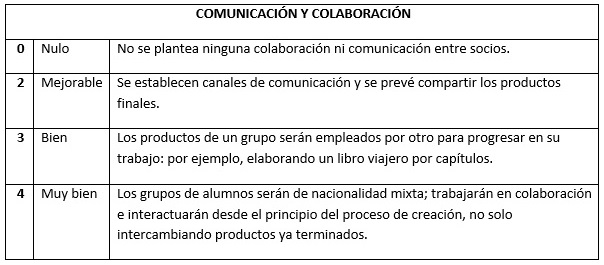 COMUNICACIÓN Y COLABORACIÓN
0 Nulo No se plantea ninguna colaboración ni comunicación entre socios.
2 Mejorable Se establecen canales de comunicación y se prevé compartir los productos
finales.
3 Bien Los productos de un grupo serán empleados por otro para progresar en su
trabajo: por ejemplo, elaborando un libro viajero por capítulos.
4 Muy bien Los grupos de alumnos serán de nacionalidad mixta; trabajarán en colaboración
e interactuarán desde el principio del proceso de creación, no solo
intercambiando productos ya terminados.